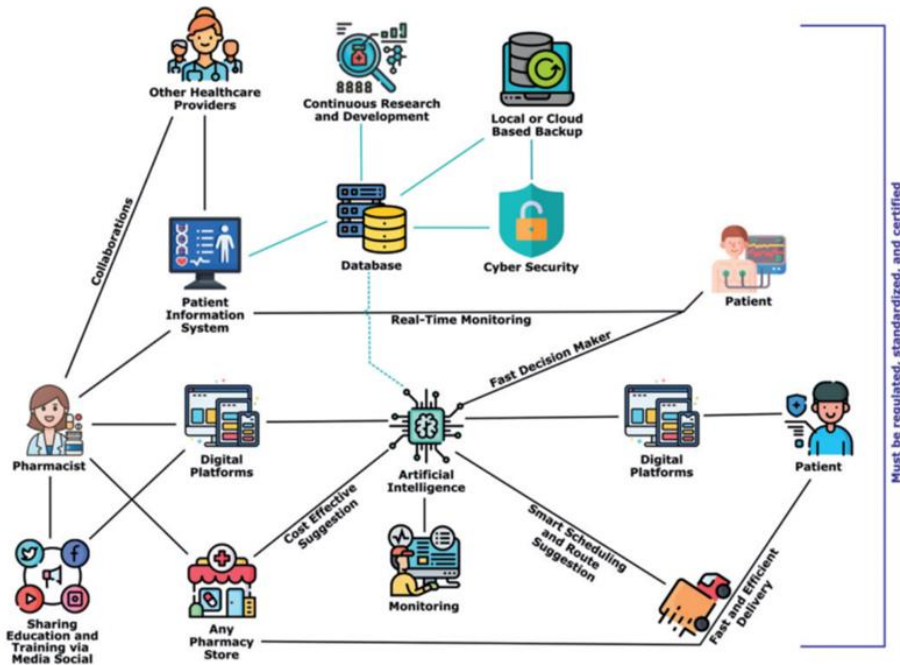 Other Healthcare
Providers
Continuous Research
and Development
Local or Cloud
Based Backup
Collaborations
Database
Cyber Security
Patient
Information
System
Patient
Real-Time Monitoring
Fast Decision Maker
Must be regulated, standardized, and certified
Pharmacist
Digital
Platforms
Artificial
Intelligence
Digital
Platforms
Patient
Cost Effective
Suggestion
Smart Scheduling
and Route
Suggestion
Fast and Efficient
Delivery
Sharing
Education and
Training via
Media Social
Any
Pharmacy
Store
Monitoring